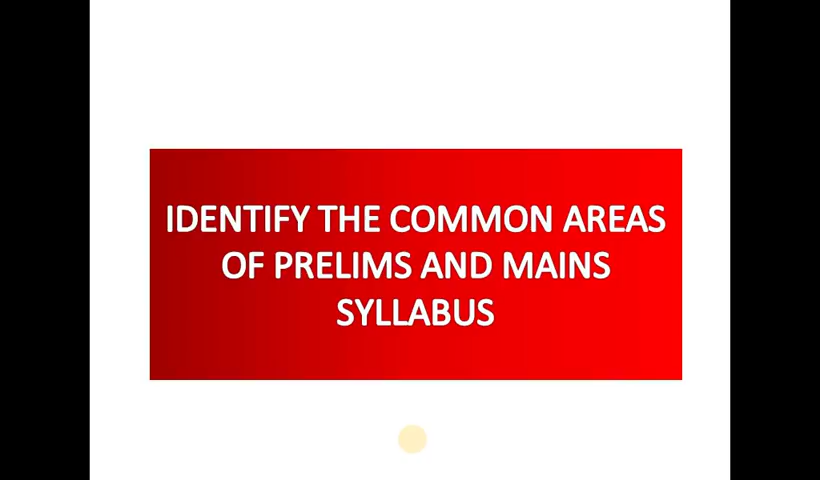 IDENTIFY THE COMMON AREAS
OF PRELIMS AND MAINS
SYLLABUS